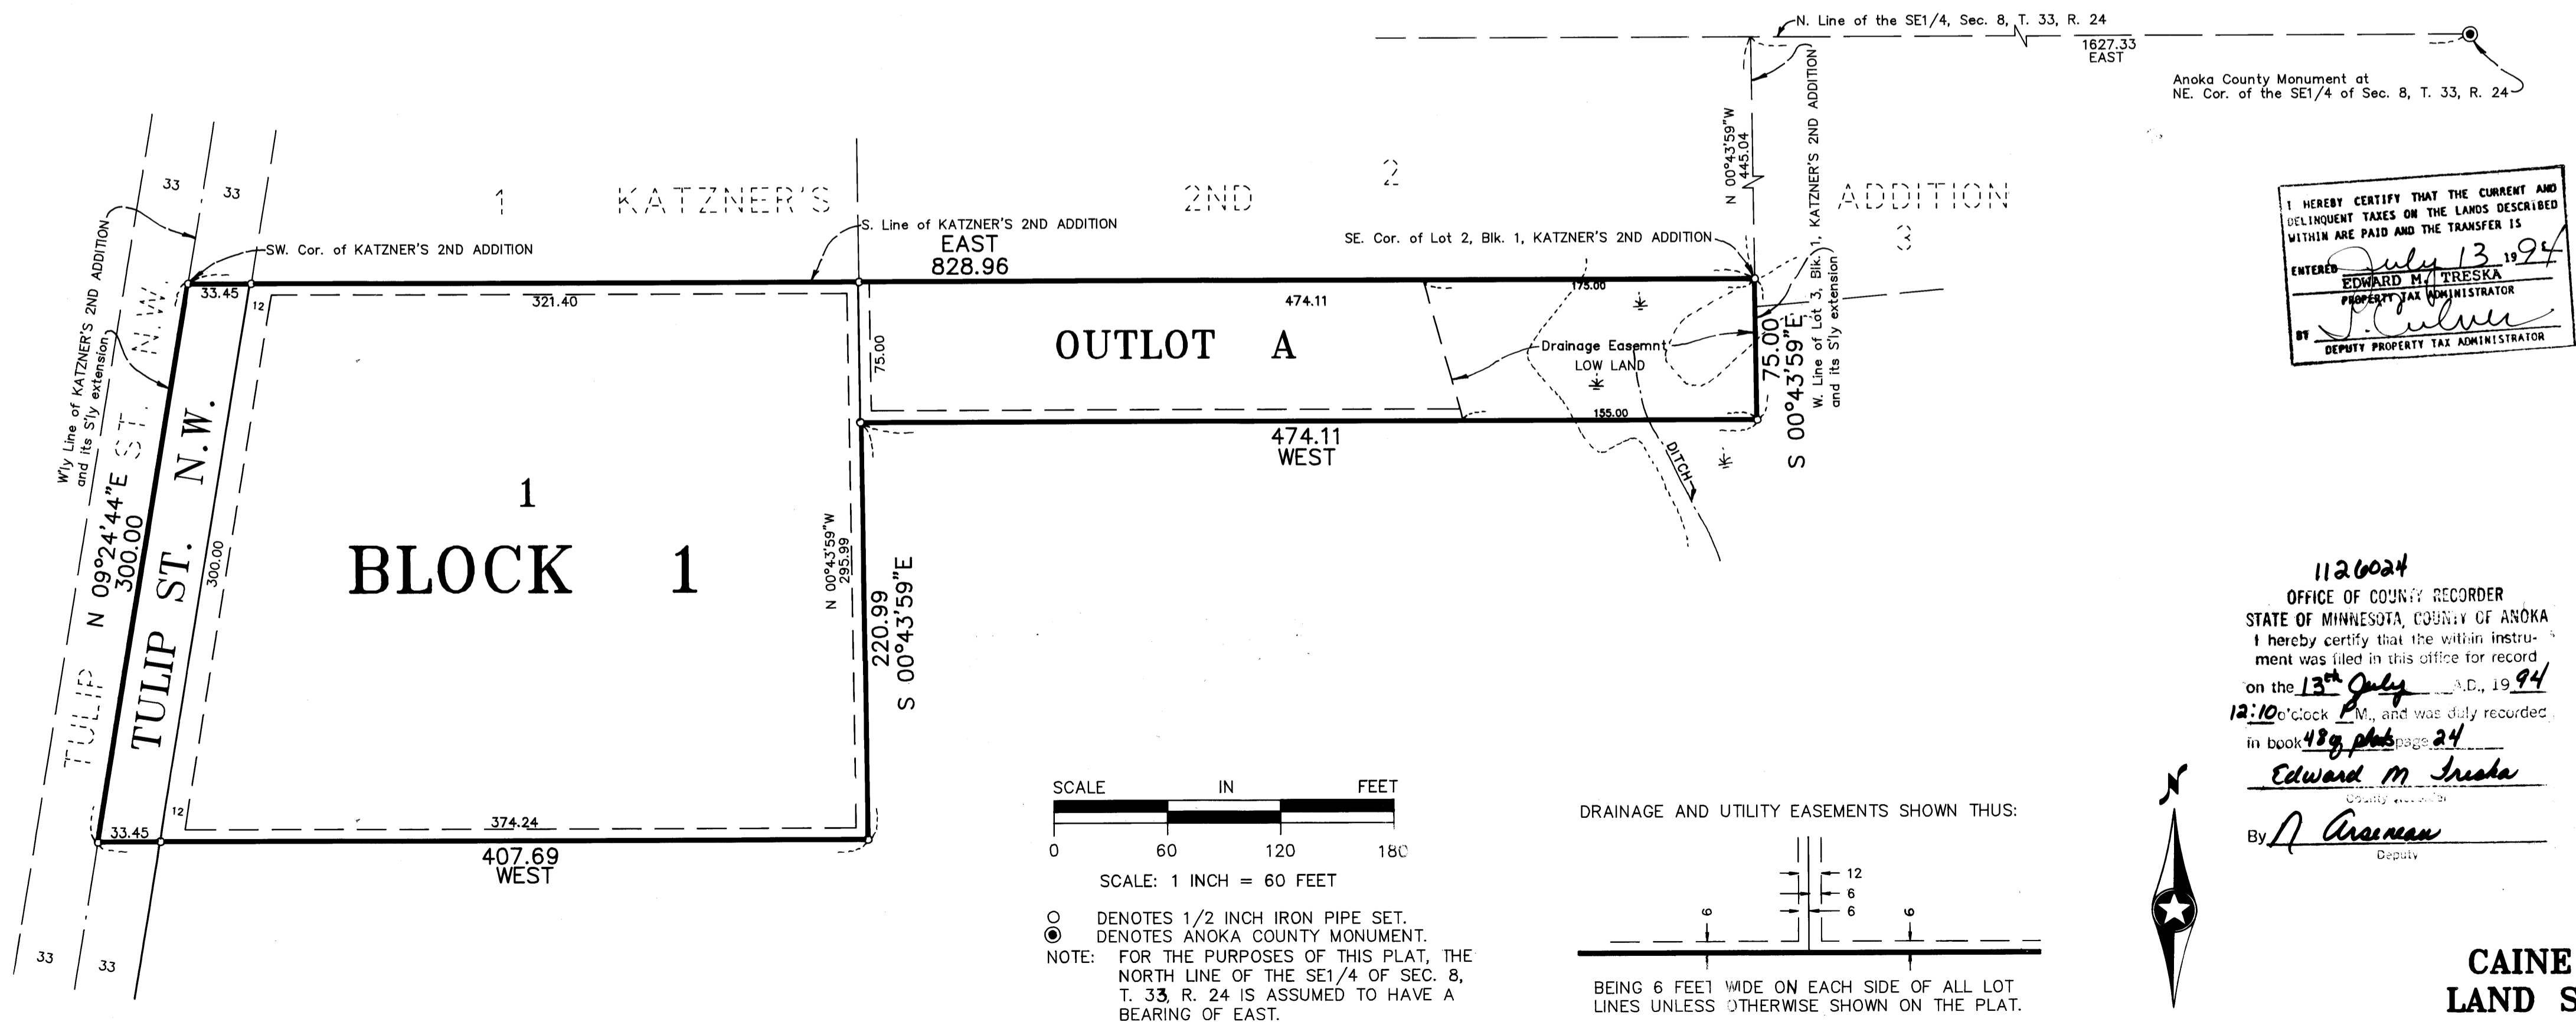 N. Line of the SE1/4, Sec. 8, T. 33, R. 24
1627.33
EAST
Anoka County Monument at
NE. Cor. of the SE1/4 of Sec. 8, T. 33, R. 24
N 00°43'59"W
445.04
W. Line of Lot 3, Blk. 1, KATZNER'S 2ND ADDITION
and its S'ly extension
33
33
1
KATZNER'S
2ND
2
ADDITION
3
W'ly Line of KATZNER'S 2ND ADDITION
and its S'ly extension
SW. Cor. of KATZNER'S 2ND ADDITION
S. Line of KATZNER'S 2ND ADDITION
EAST
828.96
SE. Cor. of Lot 2, Blk. 1, KATZNER'S 2ND ADDITION
33.45
12
321.40
474.11
175.00
75.00
OUTLOT A
Drainage Easemnt
LOW LAND
75.00
S 00°43'59"E
155.00
474.11
WEST
DITCH
TULIP ST. N.W.
N 09°24'44"E
300.00
TULIP ST. N.W.
300.00
1
BLOCK 1
N 00°43'59"W
295.99
220.99
S 00°43'59"E
12
33.45
374.24
407.69
WEST
33
33
SCALE IN FEET
0 60 120 180
SCALE: 1 INCH = 60 FEET
DENOTES 1/2 INCH IRON PIPE SET.
DENOTES ANOKA COUNTY MONUMENT.
NOTE: FOR THE PURPOSES OF THIS PLAT, THE
NORTH LINE OF THE SE1/4 OF SEC. 8,
T. 33, R. 24 IS ASSUMED TO HAVE A
BEARING OF EAST.
DRAINAGE AND UTILITY EASEMENTS SHOWN THUS:
12
6
6
6
6
BEING 6 FEET WIDE ON EACH SIDE OF ALL LOT
LINES UNLESS OTHERWISE SHOWN ON THE PLAT.
I HEREBY CERTIFY THAT THE CURRENT AND
DELINQUENT TAXES ON THE LANDS DESCRIBED
WITHIN ARE PAID AND THE TRANSFER IS
ENTERED July 13 1994
EDWARD M. TRESKA
PROPERTY TAX ADMINISTRATOR
BY J. Culver
DEPUTY PROPERTY TAX ADMINISTRATOR
1126024
OFFICE OF COUNTY RECORDER
STATE OF MINNESOTA, COUNTY OF ANOKA
I hereby certify that the within instru-
ment was filed in this office for record
on the 13th July A.D., 1994
12:10 o'clock P M., and was duly recorded
in book 48 of plats page 24
Edward M Treska
County Recorder
By N Arseneau
Deputy
N
CAINE
LAND S